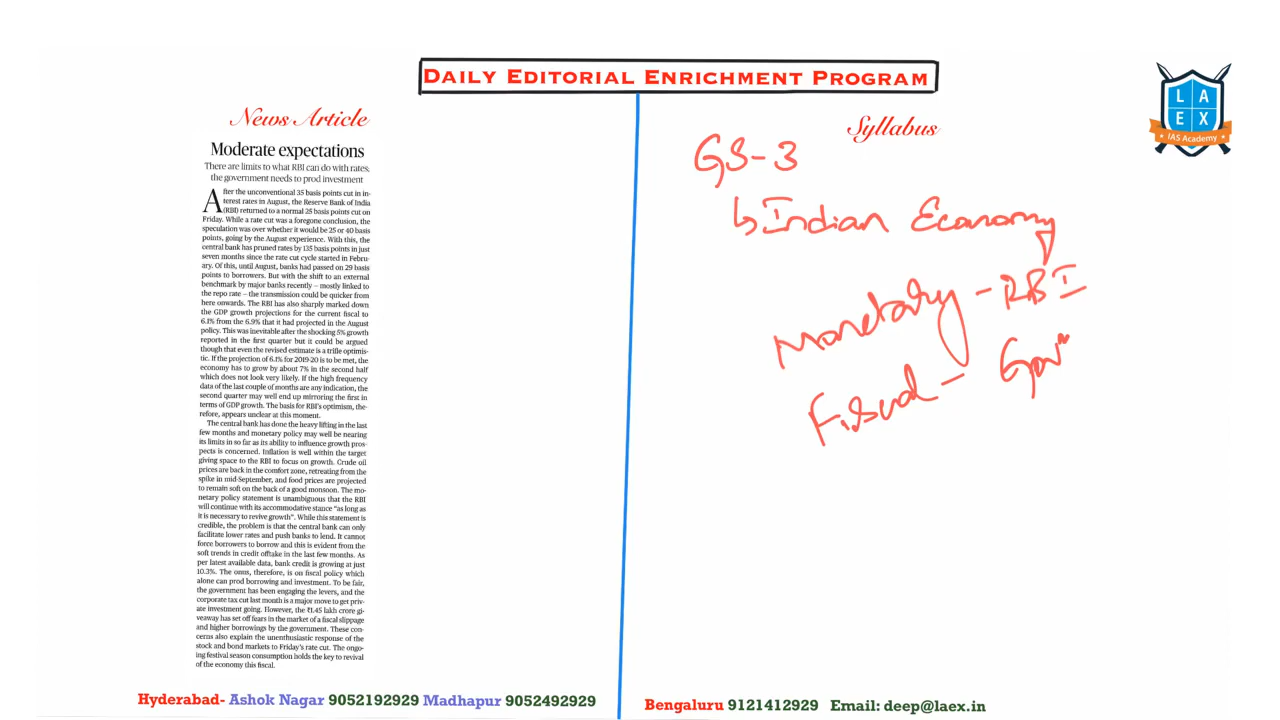 DAILY EDITORIAL ENRICHMENT PROGRAM
L A
E X
IAS Academy
News Article
Moderate expectations
There are limits to what RBI can do with rates;
the government needs to prod investment
After the unconventional 35 basis points cut in in-
terest rates in August, the Reserve Bank of India
(RBI) returned to a normal 25 basis points cut on
Friday. While a rate cut was a foregone conclusion, the
speculation was over whether it would be 25 or 40 basis
points, going by the August experience. With this, the
central bank has pruned rates by 135 basis points in just
seven months since the rate cut cycle started in Febru-
ary. Of this, until August, banks had passed on 29 basis
points to borrowers. But with the shift to an external
benchmark by major banks recently — mostly linked to
the repo rate — the transmission could be quicker from
here onwards. The RBI has also sharply marked down
the GDP growth projections for the current fiscal to
6.1% from the 6.9% that it had projected in the August
policy. This was inevitable after the shocking 5% growth
reported in the first quarter but it could be argued
though that even the revised estimate is a trifle optimis-
tic. If the projection of 6.1% for 2019-20 is to be met, the
economy has to grow by about 7% in the second half
which does not look very likely. If the high frequency
data of the last couple of months are any indication, the
second quarter may well end up mirroring the first in
terms of GDP growth. The basis for RBI's optimism, the-
refore, appears unclear at this moment.
The central bank has done the heavy lifting in the last
few months and monetary policy may well be nearing
its limits in so far as its ability to influence growth pros-
pects is concerned. Inflation is well within the target
giving space to the RBI to focus on growth. Crude oil
prices are back in the comfort zone, retreating from the
spike in mid-September, and food prices are projected
to remain soft on the back of a good monsoon. The mo-
netary policy statement is unambiguous that the RBI
will continue with its accommodative stance "as long as
it is necessary to revive growth". While this statement is
credible, the problem is that the central bank can only
facilitate lower rates and push banks to lend. It cannot
force borrowers to borrow and this is evident from the
soft trends in credit offtake in the last few months. As
per latest available data, bank credit is growing at just
10.3%. The onus, therefore, is on fiscal policy which
alone can prod borrowing and investment. To be fair,
the government has been engaging the levers, and the
corporate tax cut last month is a major move to get priv-
ate investment going. However, the ₹1.45 lakh crore gi-
veaway has set off fears in the market of a fiscal slippage
and higher borrowings by the government. These con-
cerns also explain the unenthusiastic response of the
stock and bond markets to Friday's rate cut. The ongo-
ing festival season consumption holds the key to revival
of the economy this fiscal.
Syllabus
GS-3
↳ Indian Economy
Monetary - RBI
Fiscal - Govt
Hyderabad- Ashok Nagar 9052192929 Madhapur 9052492929
Bengaluru 9121412929 Email: deep@laex.in